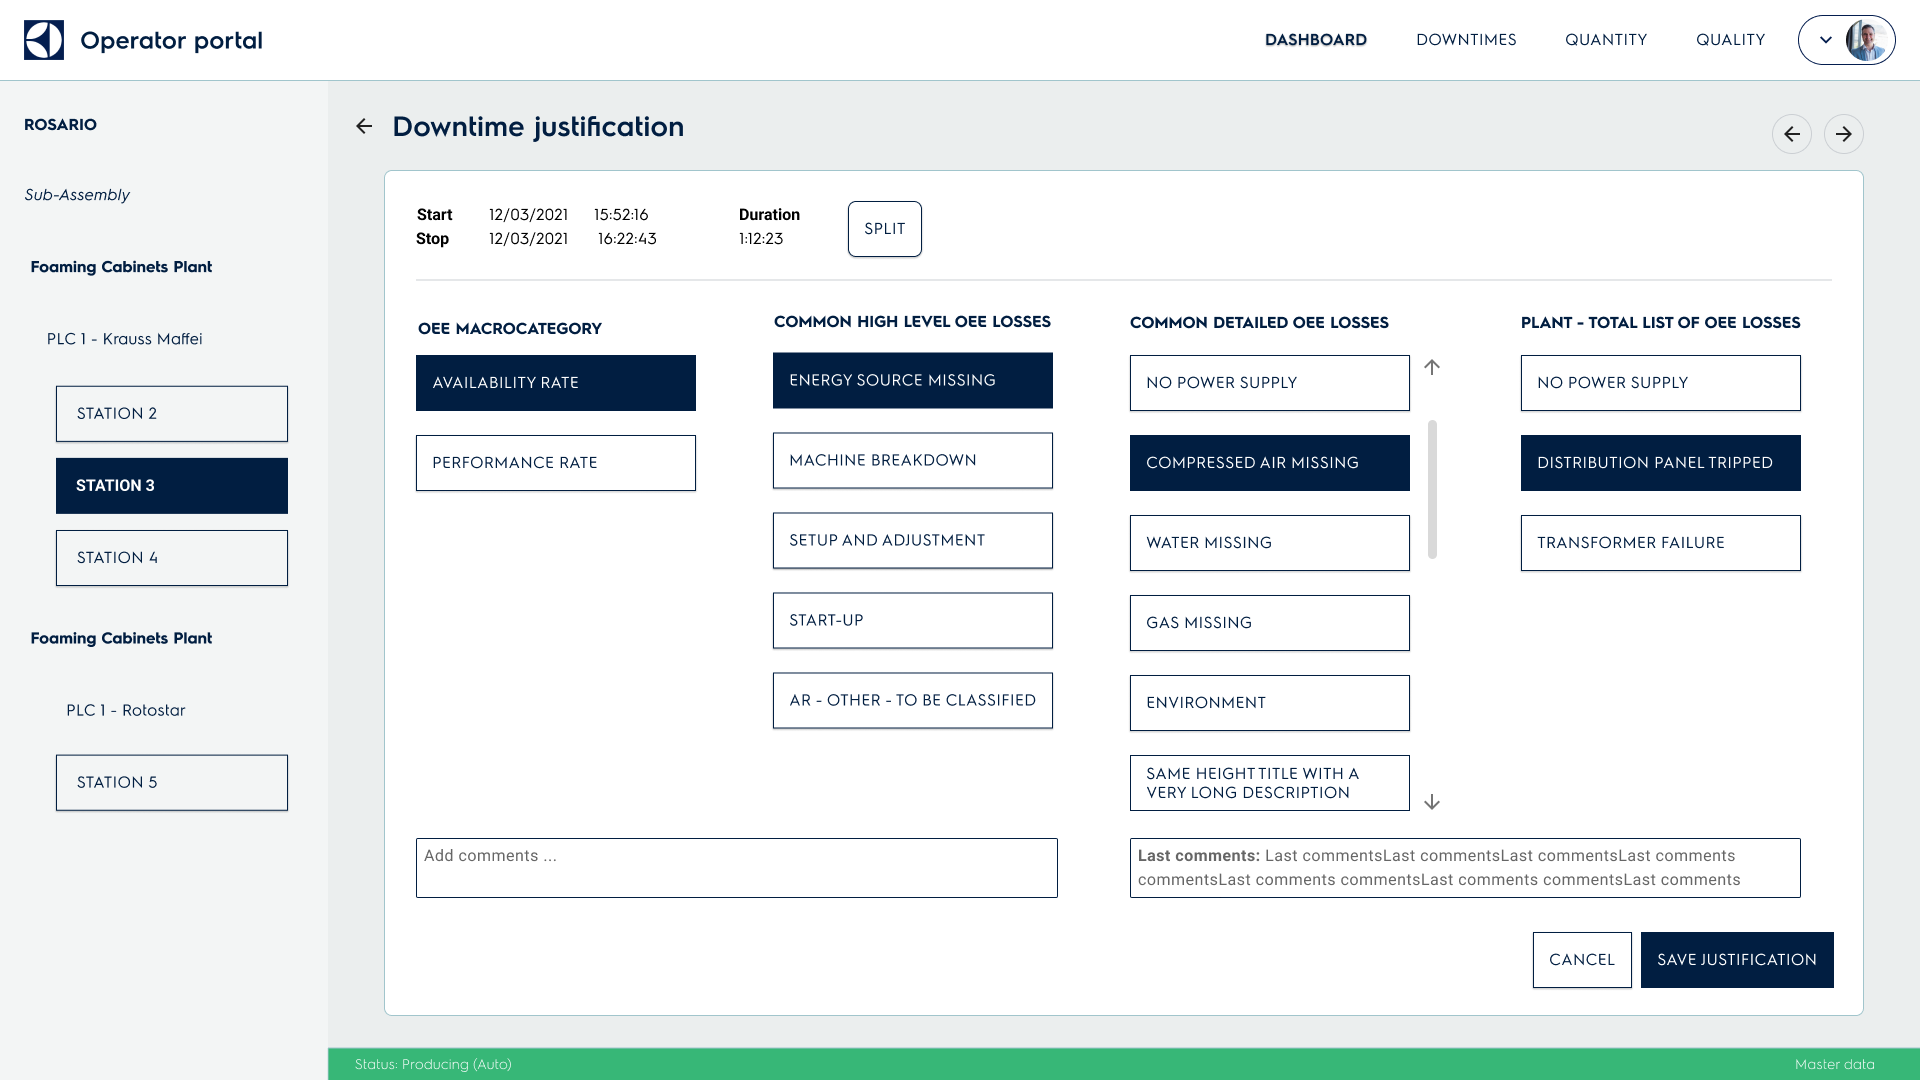 Operator portal
DASHBOARD
DOWNTIMES
QUANTITY
QUALITY
ROSARIO
Sub-Assembly
Foaming Cabinets Plant
PLC 1 - Krauss Maffei
STATION 2
STATION 3
STATION 4
Foaming Cabinets Plant
PLC 1 - Rotostar
STATION 5
Downtime justification
Start 12/03/2021 15:52:16
Stop 12/03/2021 16:22:43
Duration
1:12:23
SPLIT
OEE MACROCATEGORY
AVAILABILITY RATE
PERFORMANCE RATE
COMMON HIGH LEVEL OEE LOSSES
ENERGY SOURCE MISSING
MACHINE BREAKDOWN
SETUP AND ADJUSTMENT
START-UP
AR - OTHER - TO BE CLASSIFIED
COMMON DETAILED OEE LOSSES
NO POWER SUPPLY
COMPRESSED AIR MISSING
WATER MISSING
GAS MISSING
ENVIRONMENT
SAME HEIGHT TITLE WITH A
VERY LONG DESCRIPTION
PLANT - TOTAL LIST OF OEE LOSSES
NO POWER SUPPLY
DISTRIBUTION PANEL TRIPPED
TRANSFORMER FAILURE
Add comments ...
Last comments: Last commentsLast commentsLast commentsLast comments
commentsLast comments commentsLast comments commentsLast comments
CANCEL
SAVE JUSTIFICATION
Status: Producing (Auto)
Master data